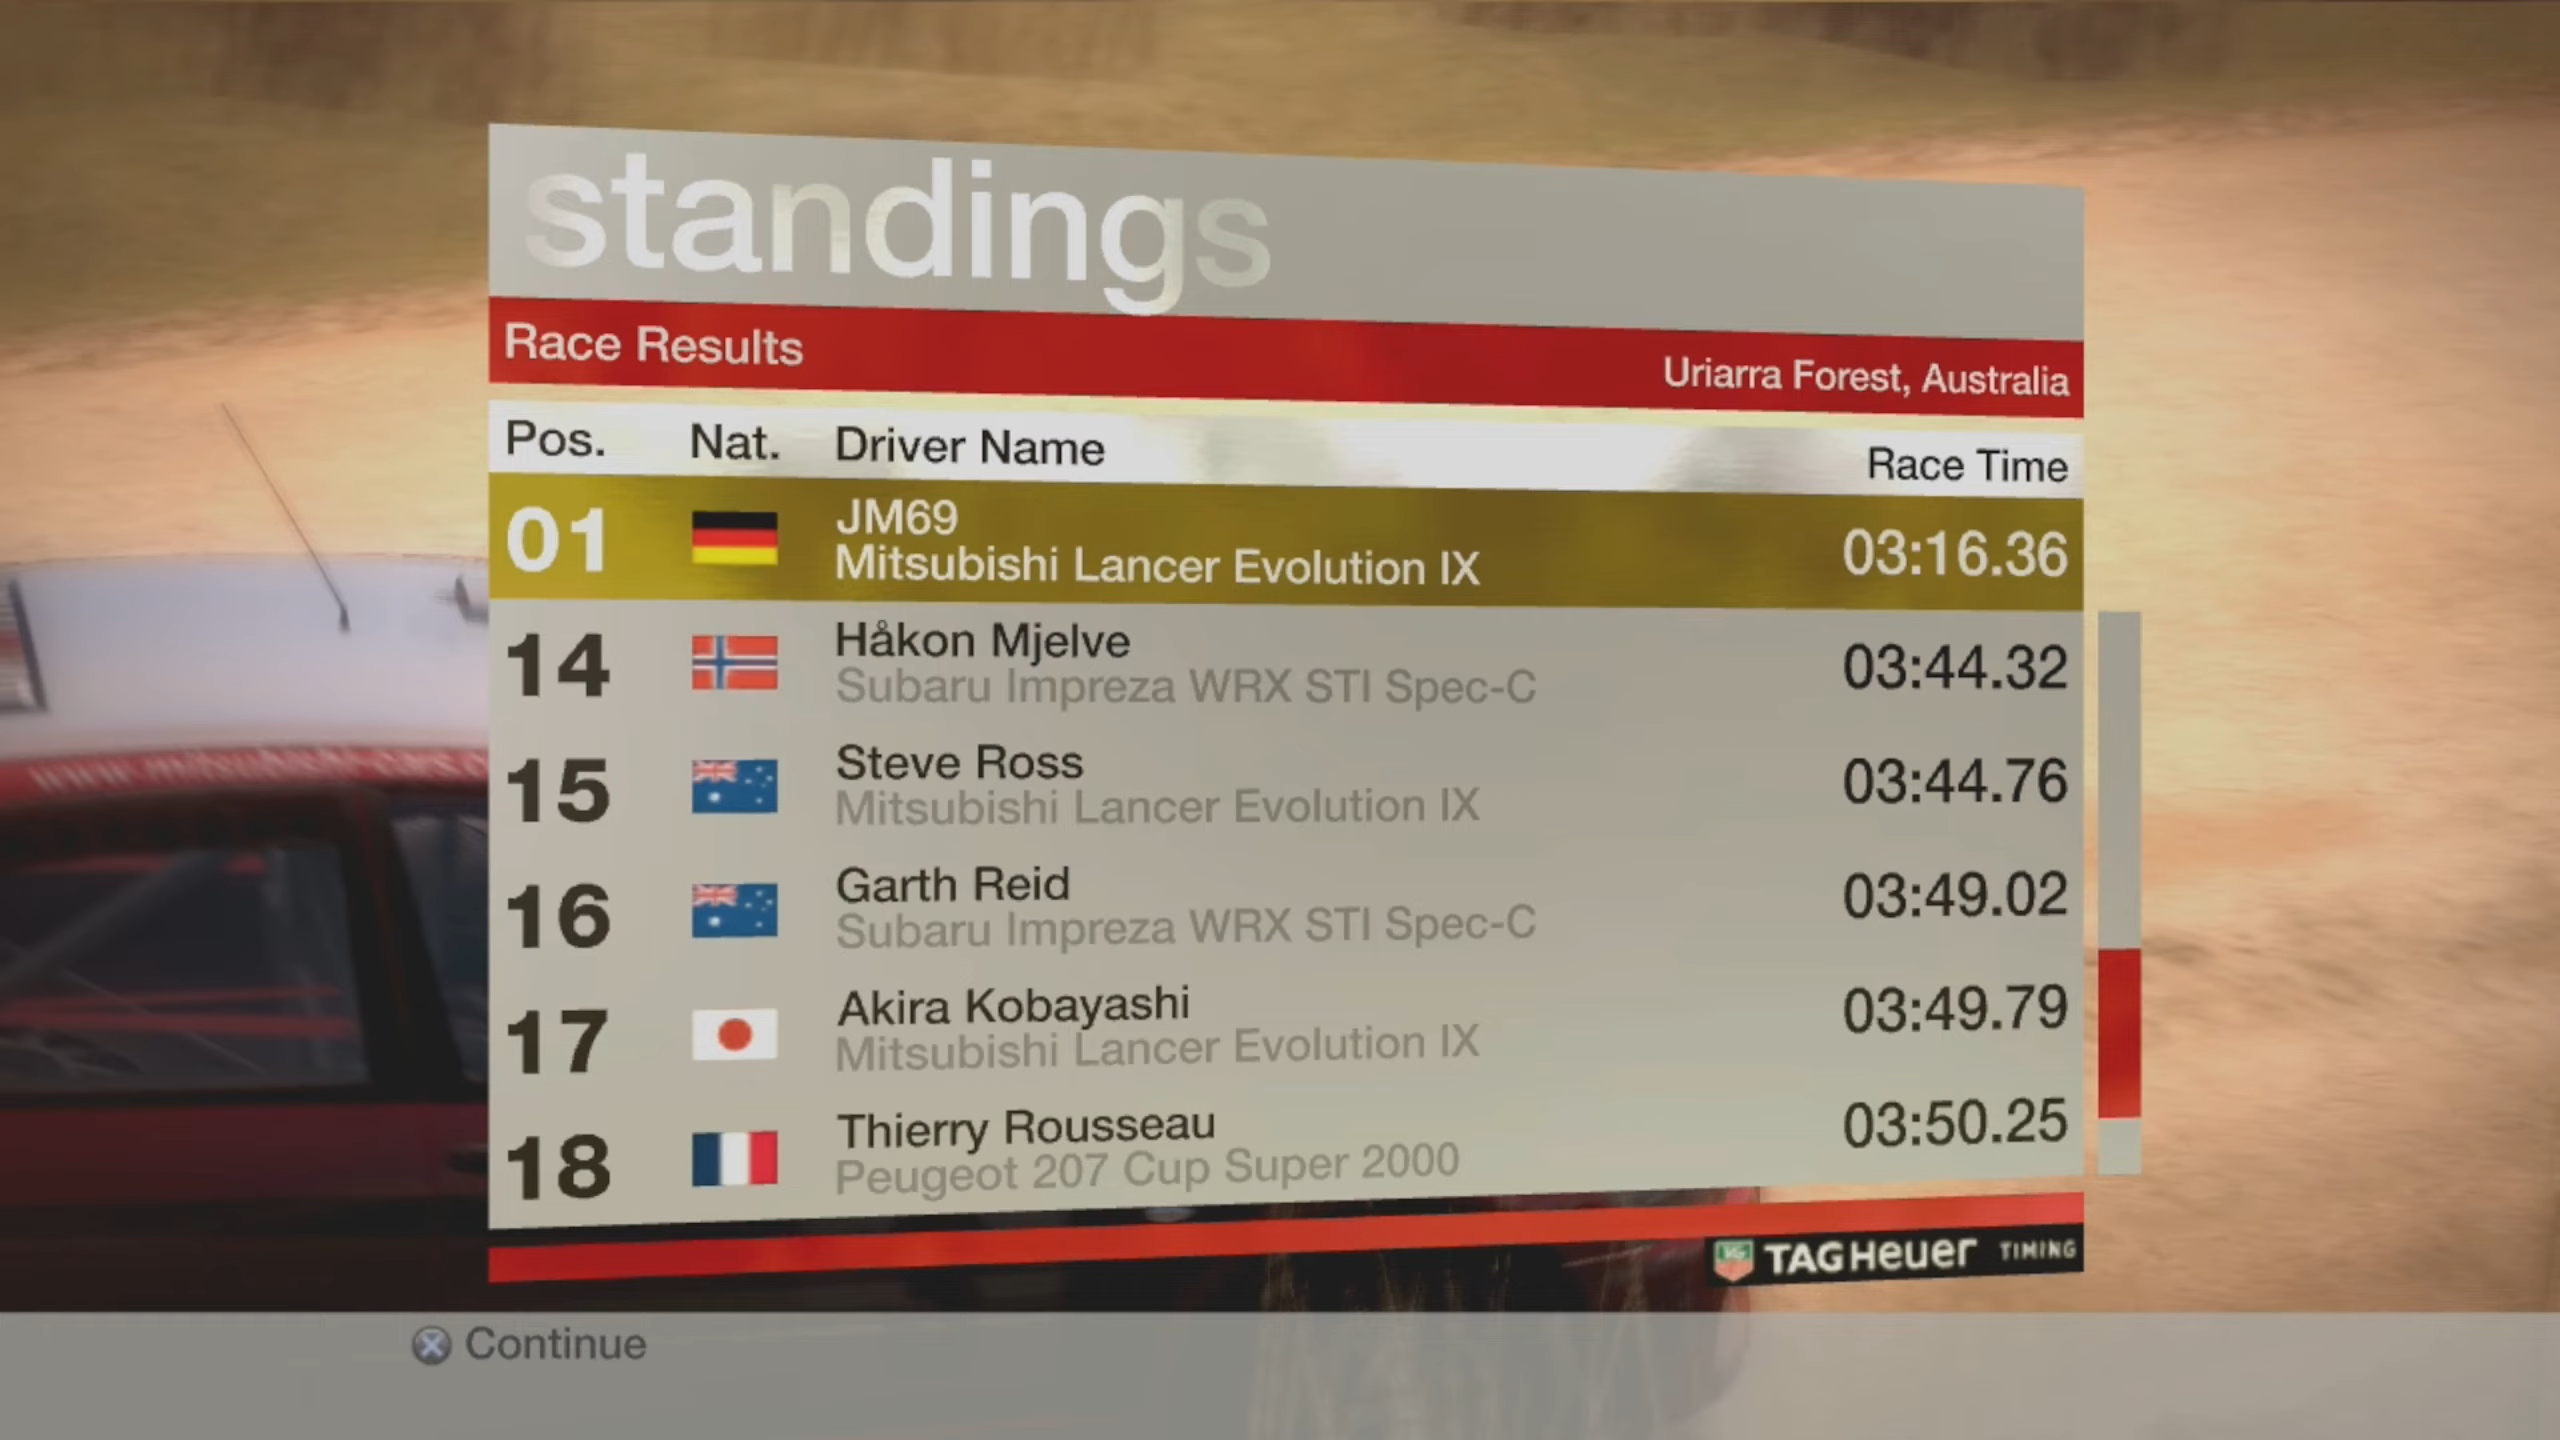 standings
Race Results
Uriarra Forest, Australia
Pos. Nat. Driver Name Race Time
01 JM69 03:16.36
Mitsubishi Lancer Evolution IX
14 Håkon Mjelve 03:44.32
Subaru Impreza WRX STI Spec-C
15 Steve Ross 03:44.76
Mitsubishi Lancer Evolution IX
16 Garth Reid 03:49.02
Subaru Impreza WRX STI Spec-C
17 Akira Kobayashi 03:49.79
Mitsubishi Lancer Evolution IX
18 Thierry Rousseau 03:50.25
Peugeot 207 Cup Super 2000
TAGHeuer TIMING
Continue